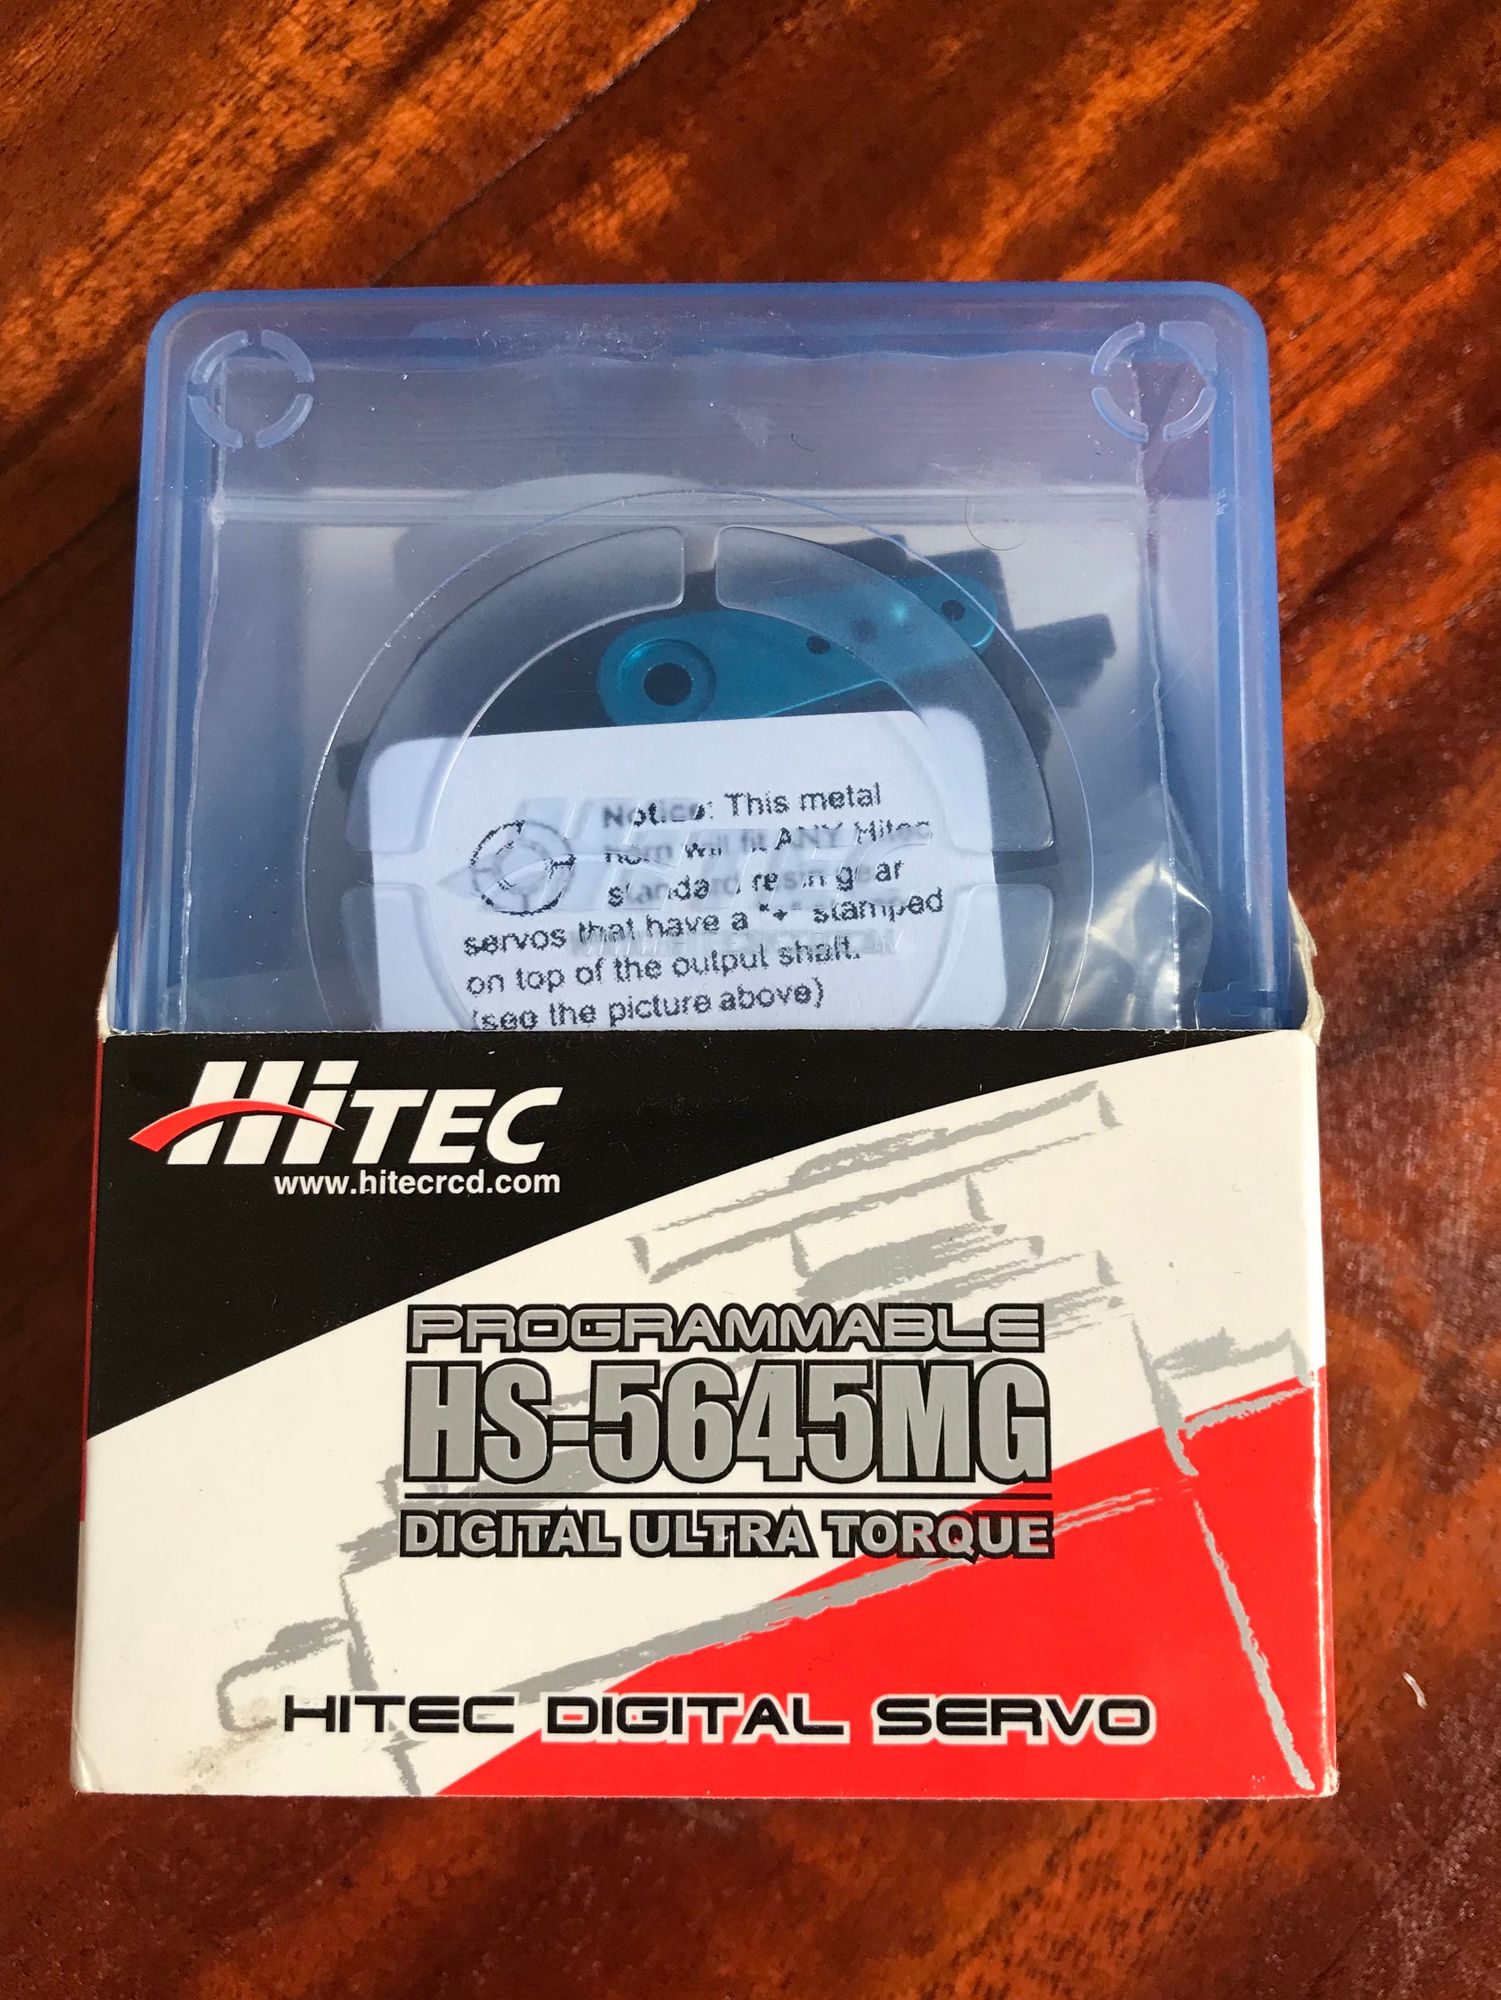 Notice: This metal
horn will fit ANY Hitec
standard resin gear
servos that have a "+" stamped
on top of the output shaft.
(see the picture above)
HiTEC
www.hitecrcd.com
PROGRAMMABLE
HS-5645MG
DIGITAL ULTRA TORQUE
HITEC DIGITAL SERVO